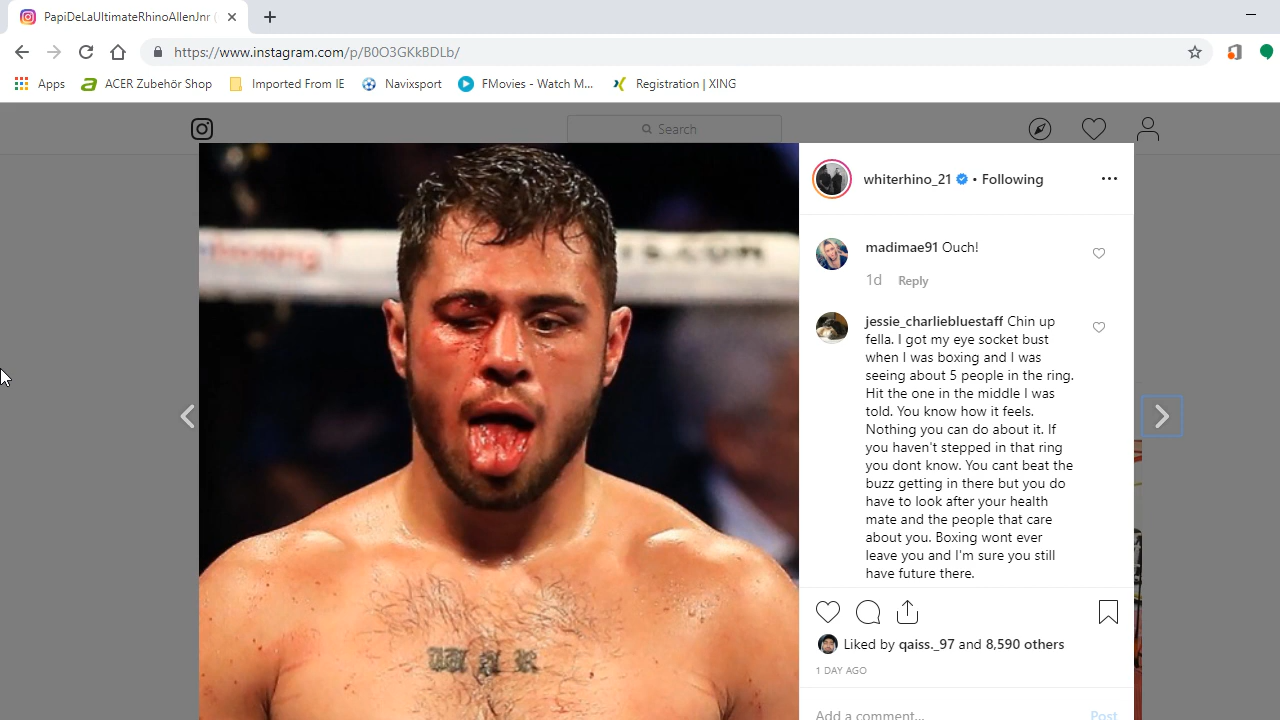 PapiDeLaUltimateRhinoAllenJnr (
https://www.instagram.com/p/B0O3GKkBDLb/
Apps ACER Zubehör Shop Imported From IE Navixsport FMovies - Watch M... Registration | XING
Search
whiterhino_21 • Following
madimae91 Ouch!
1d Reply
jessie_charliebluestaff Chin up
fella. I got my eye socket bust
when I was boxing and I was
seeing about 5 people in the ring.
Hit the one in the middle I was
told. You know how it feels.
Nothing you can do about it. If
you haven't stepped in that ring
you dont know. You cant beat the
buzz getting in there but you do
have to look after your health
mate and the people that care
about you. Boxing wont ever
leave you and I'm sure you still
have future there.
Liked by qaiss._97 and 8,590 others
1 DAY AGO
Add a comment... Post
WAR